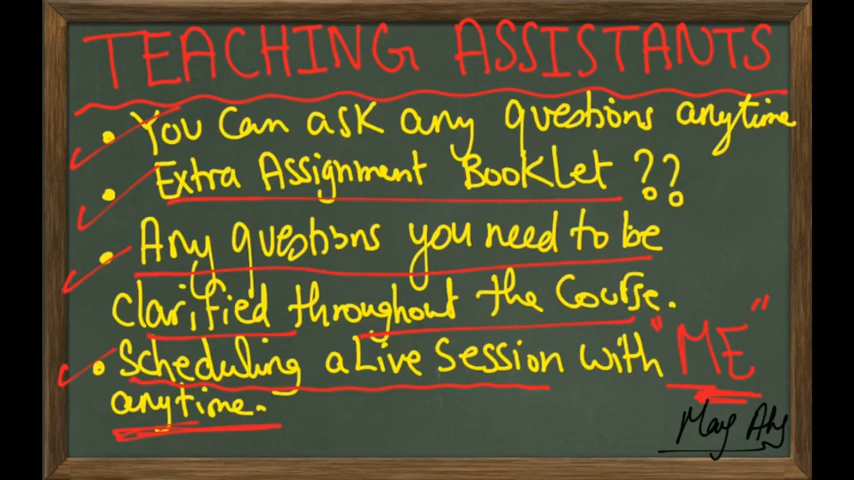 TEACHING ASSISTANTS
• You can ask any questions anytime
• Extra Assignment Booklet ??
• Any questions you need to be
clarified throughout the Course.
• Scheduling a Live Session with "ME"
anytime.